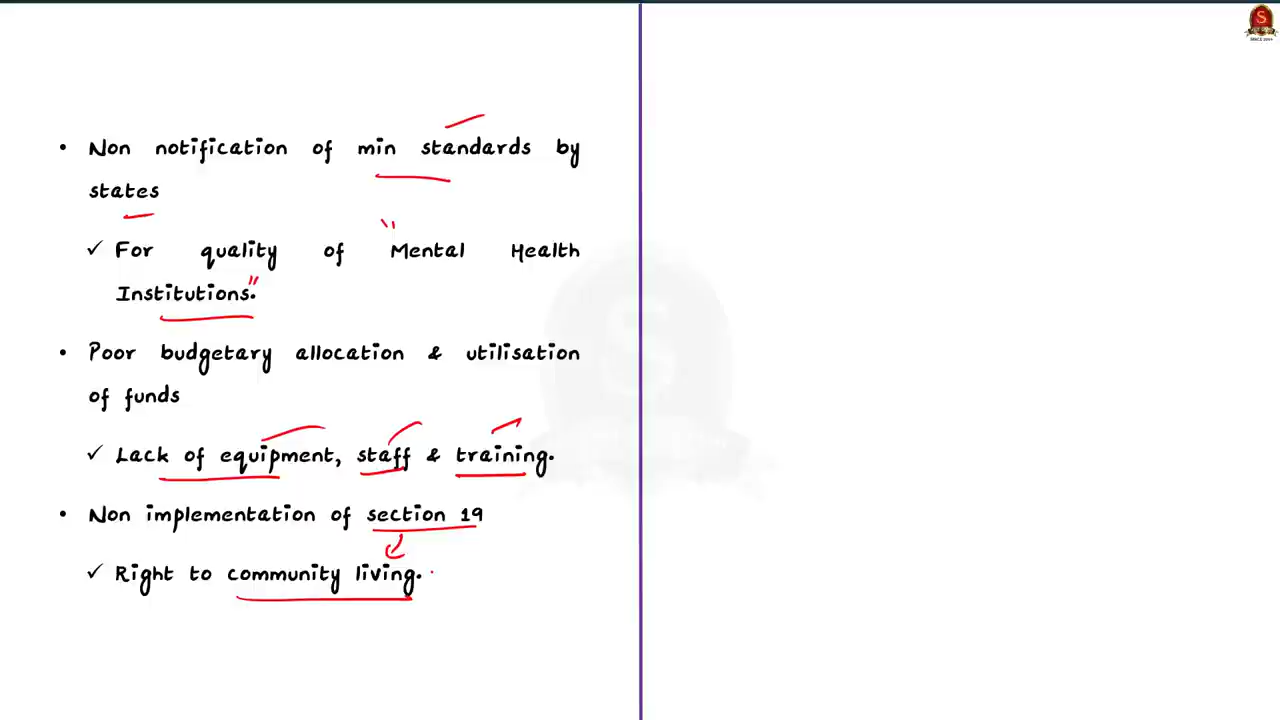 • Non notification of min standards by
states
✓ For quality of "Mental Health
Institutions."
• Poor budgetary allocation & utilisation
of funds
✓ Lack of equipment, staff & training.
• Non implementation of section 19
✓ Right to community living.